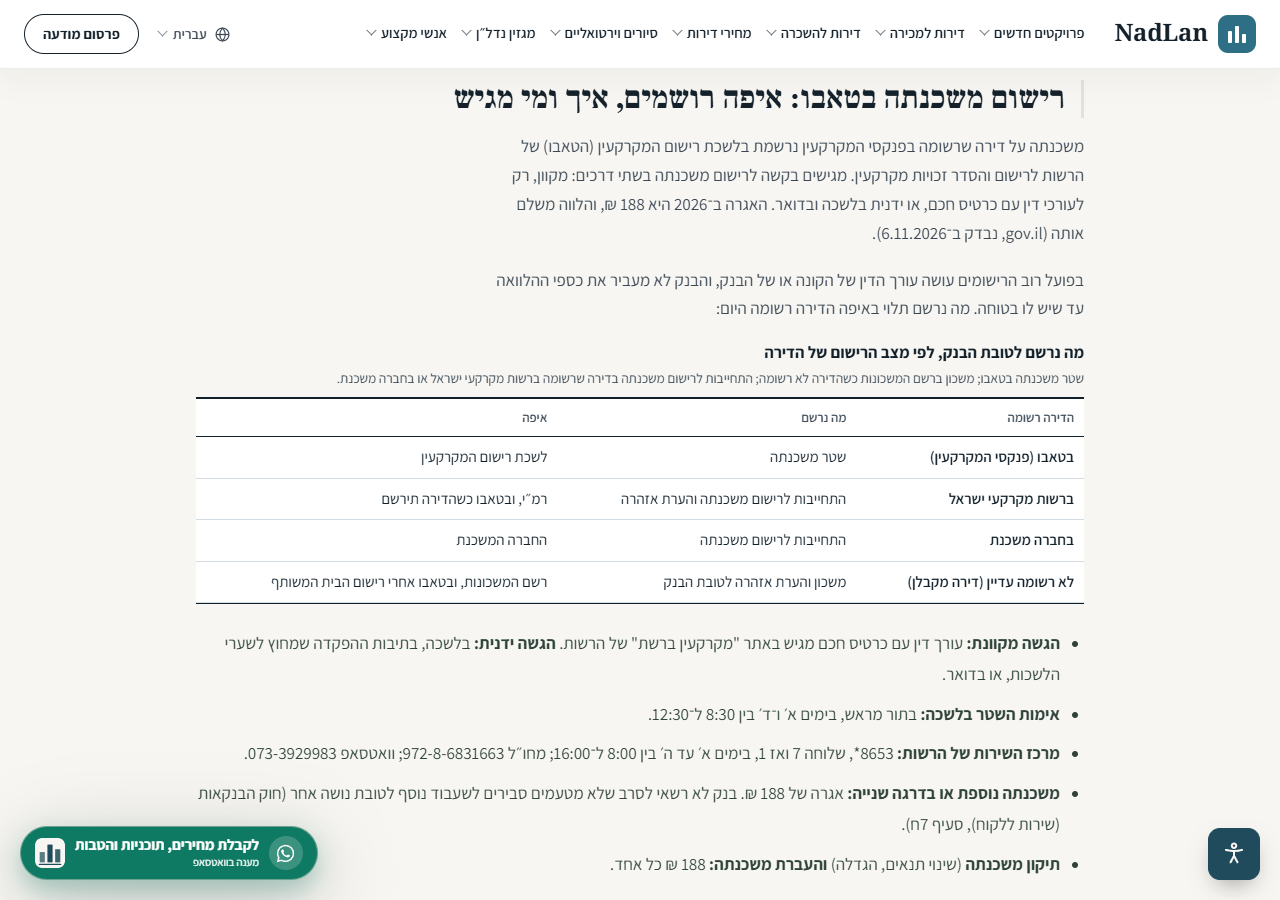 NadLan
פרויקטים חדשים
דירות למכירה
דירות להשכרה
מחירי דירות
סיורים וירטואליים
מגזין נדל״ן
אנשי מקצוע
עברית
פרסום מודעה
רישום משכנתה בטאבו: איפה רושמים, איך ומי מגיש
משכנתה על דירה שרשומה בפנקסי המקרקעין נרשמת בלשכת רישום המקרקעין (הטאבו) של
הרשות לרישום והסדר זכויות מקרקעין. מגישים בקשה לרישום משכנתה בשתי דרכים: מקוון, רק
לעורכי דין עם כרטיס חכם, או ידנית בלשכה ובדואר. האגרה ב־2026 היא 188 ₪, והלווה משלם
אותה (gov.il, נבדק ב־6.11.2026).
בפועל רוב הרישומים עושה עורך הדין של הקונה או של הבנק, והבנק לא מעביר את כספי ההלוואה
עד שיש לו בטוחה. מה נרשם תלוי באיפה הדירה רשומה היום:
מה נרשם לטובת הבנק, לפי מצב הרישום של הדירה
שטר משכנתה בטאבו; משכון ברשם המשכונות כשהדירה לא רשומה; התחייבות לרישום משכנתה בדירה שרשומה ברשות מקרקעי ישראל או בחברה משכנת.
הדירה רשומה מה נרשם איפה
בטאבו (פנקסי המקרקעין) שטר משכנתה לשכת רישום המקרקעין
ברשות מקרקעי ישראל התחייבות לרישום משכנתה והערת אזהרה רמ״י, ובטאבו כשהדירה תירשם
בחברה משכנת התחייבות לרישום משכנתה החברה המשכנת
לא רשומה עדיין (דירה מקבלן) משכון והערת אזהרה לטובת הבנק רשם המשכונות, ובטאבו אחרי רישום הבית המשותף
• הגשה מקוונת: עורך דין עם כרטיס חכם מגיש באתר "מקרקעין ברשת" של הרשות. הגשה ידנית: בלשכה, בתיבות ההפקדה שמחוץ לשערי
הלשכות, או בדואר.
• אימות השטר בלשכה: בתור מראש, בימים א׳ ו־ד׳ בין 8:30 ל־12:30.
• מרכז השירות של הרשות: 8653*, שלוחה 7 ואז 1, בימים א׳ עד ה׳ בין 8:00 ל־16:00; מחו״ל 972-8-6831663; וואטסאפ 073-3929983.
• משכנתה נוספת או בדרגה שנייה: אגרה של 188 ₪. בנק לא רשאי לסרב שלא מטעמים סבירים לשעבוד נוסף לטובת נושה אחר (חוק הבנקאות
(שירות ללקוח), סעיף 7ח).
• תיקון משכנתה (שינוי תנאים, הגדלה) והעברת משכנתה: 188 ₪ כל אחד.
לקבלת מחירים, תוכניות והטבות
מענה בוואטסאפ